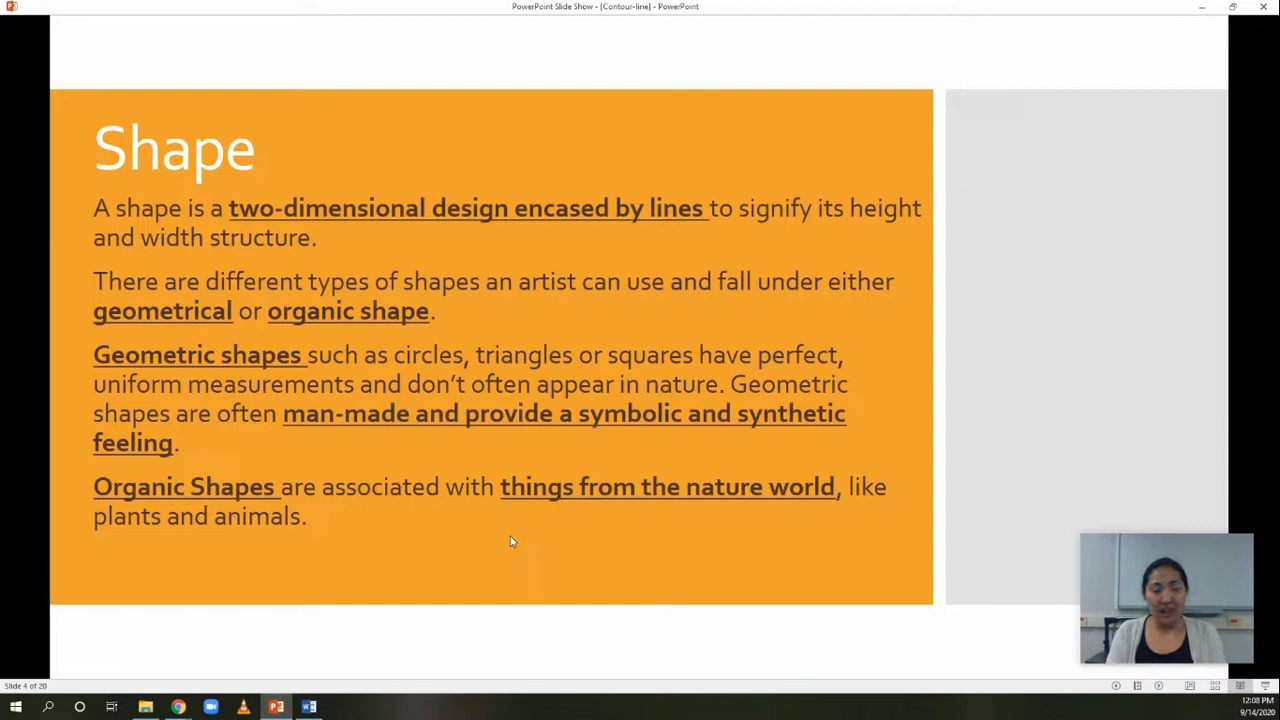 PowerPoint Slide Show - [Contour-line] - PowerPoint
Shape
A shape is a two-dimensional design encased by lines to signify its height
and width structure.
There are different types of shapes an artist can use and fall under either
geometrical or organic shape.
Geometric shapes such as circles, triangles or squares have perfect,
uniform measurements and don't often appear in nature. Geometric
shapes are often man-made and provide a symbolic and synthetic
feeling.
Organic Shapes are associated with things from the nature world, like
plants and animals.
Slide 4 of 20
12:08 PM
9/14/2020